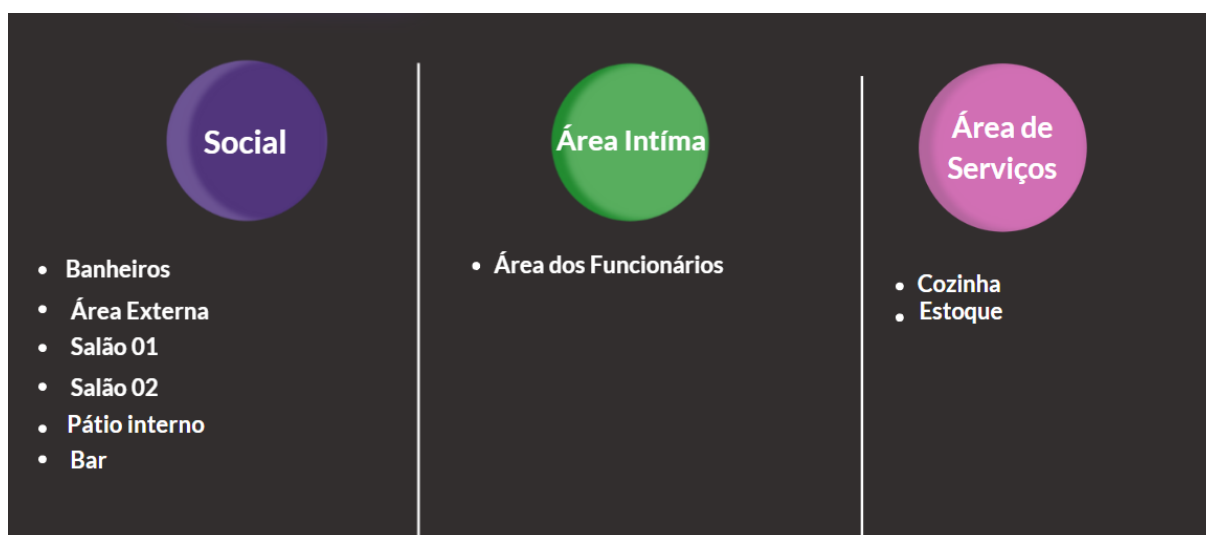 Social
• Banheiros
• Área Externa
• Salão 01
• Salão 02
• Pátio interno
• Bar
Área Intíma
• Área dos Funcionários
Área de
Serviços
• Cozinha
• Estoque